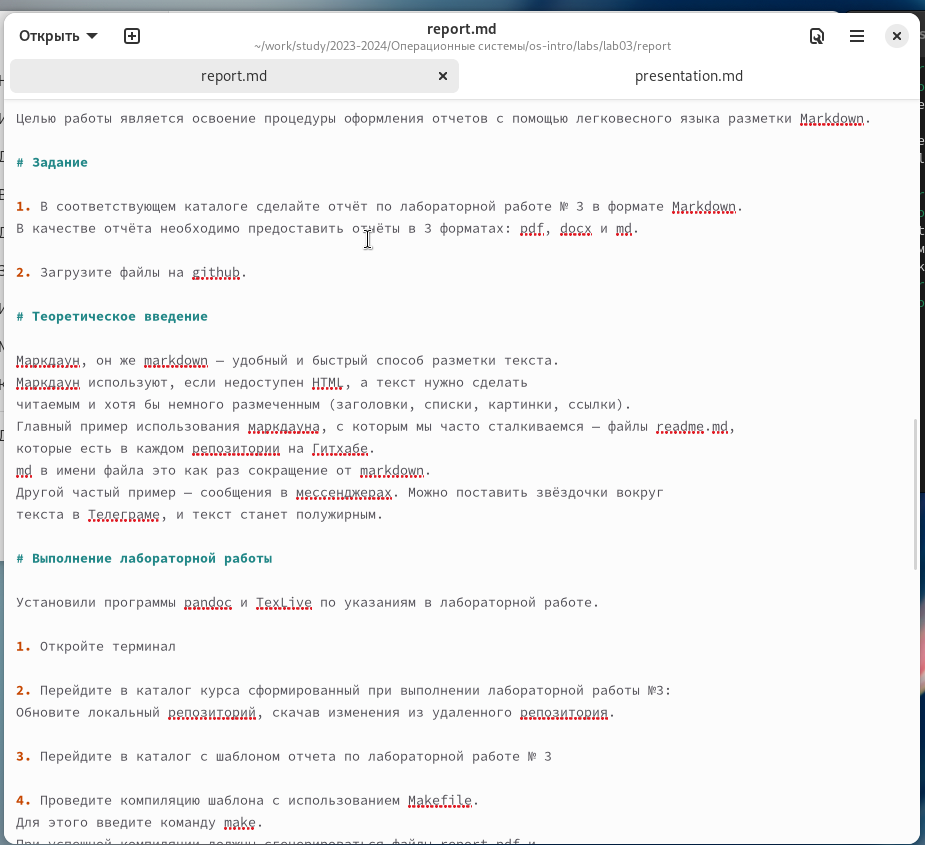 report.md
Открыть
~/work/study/2023-2024/Операционные системы/os-intro/labs/lab03/report
report.md
presentation.md
Целью работы является освоение процедуры оформления отчетов с помощью легковесного языка разметки Markdown.
# Задание
1. В соответствующем каталоге сделайте отчёт по лабораторной работе № 3 в формате Markdown.
В качестве отчёта необходимо предоставить отчёты в 3 форматах: pdf, docx и md.
2. Загрузите файлы на github.
# Теоретическое введение
Маркдаун, он же markdown — удобный и быстрый способ разметки текста.
Маркдаун используют, если недоступен HTML, а текст нужно сделать
читаемым и хотя бы немного размеченным (заголовки, списки, картинки, ссылки).
Главный пример использования маркдауна, с которым мы часто сталкиваемся — файлы readme.md,
которые есть в каждом репозитории на Гитхабе.
md в имени файла это как раз сокращение от markdown.
Другой частый пример — сообщения в мессенджерах. Можно поставить звёздочки вокруг
текста в Телеграме, и текст станет полужирным.
# Выполнение лабораторной работы
Установили программы pandoc и TexLive по указаниям в лабораторной работе.
1. Откройте терминал
2. Перейдите в каталог курса сформированный при выполнении лабораторной работы №3:
Обновите локальный репозиторий, скачав изменения из удаленного репозитория.
3. Перейдите в каталог с шаблоном отчета по лабораторной работе № 3
4. Проведите компиляцию шаблона с использованием Makefile.
Для этого введите команду make.
При успешной компиляции должны сгенерироваться файлы report.pdf и